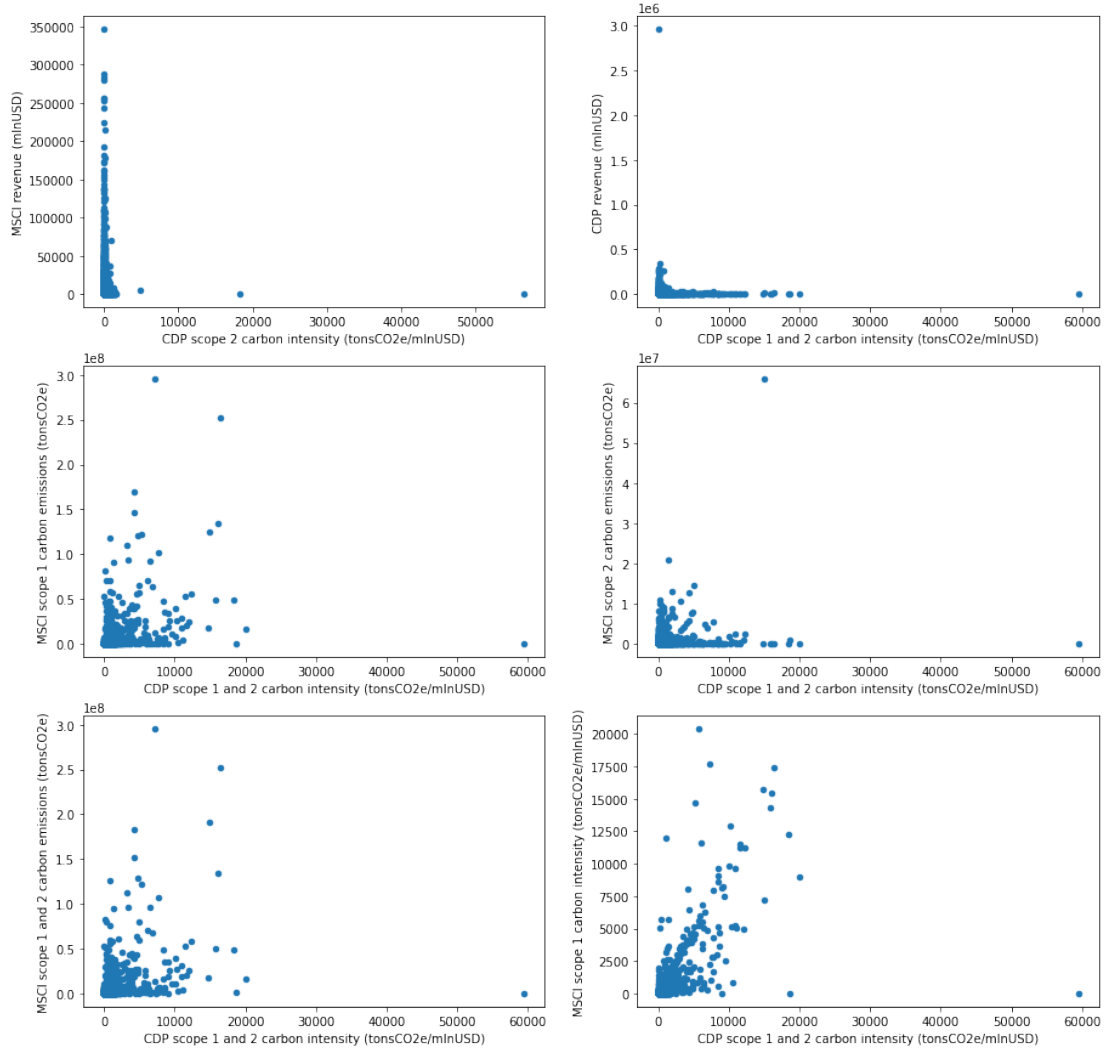 350000
300000
250000
200000
150000
100000
50000
0
MSCI revenue (mlnUSD)
0 10000 20000 30000 40000 50000
CDP scope 2 carbon intensity (tonsCO2e/mlnUSD)
1e6
3.0
2.5
2.0
1.5
1.0
0.5
0.0
CDP revenue (mlnUSD)
0 10000 20000 30000 40000 50000 60000
CDP scope 1 and 2 carbon intensity (tonsCO2e/mlnUSD)
1e8
3.0
2.5
2.0
1.5
1.0
0.5
0.0
MSCI scope 1 carbon emissions (tonsCO2e)
0 10000 20000 30000 40000 50000 60000
CDP scope 1 and 2 carbon intensity (tonsCO2e/mlnUSD)
1e7
6
5
4
3
2
1
0
MSCI scope 2 carbon emissions (tonsCO2e)
0 10000 20000 30000 40000 50000 60000
CDP scope 1 and 2 carbon intensity (tonsCO2e/mlnUSD)
1e8
3.0
2.5
2.0
1.5
1.0
0.5
0.0
MSCI scope 1 and 2 carbon emissions (tonsCO2e)
0 10000 20000 30000 40000 50000 60000
CDP scope 1 and 2 carbon intensity (tonsCO2e/mlnUSD)
20000
17500
15000
12500
10000
7500
5000
2500
0
MSCI scope 1 carbon intensity (tonsCO2e/mlnUSD)
0 10000 20000 30000 40000 50000 60000
CDP scope 1 and 2 carbon intensity (tonsCO2e/mlnUSD)